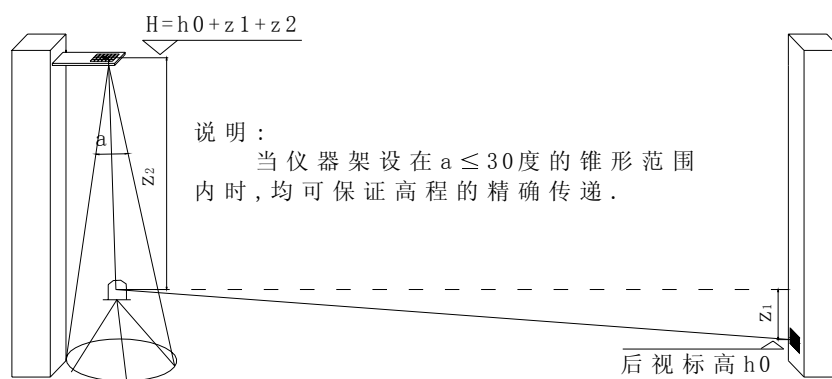 H=h0+z1+z2
说明:
当仪器架设在a≤30度的锥形范围
内时,均可保证高程的精确传递.
a
z2
z1
后视标高h0